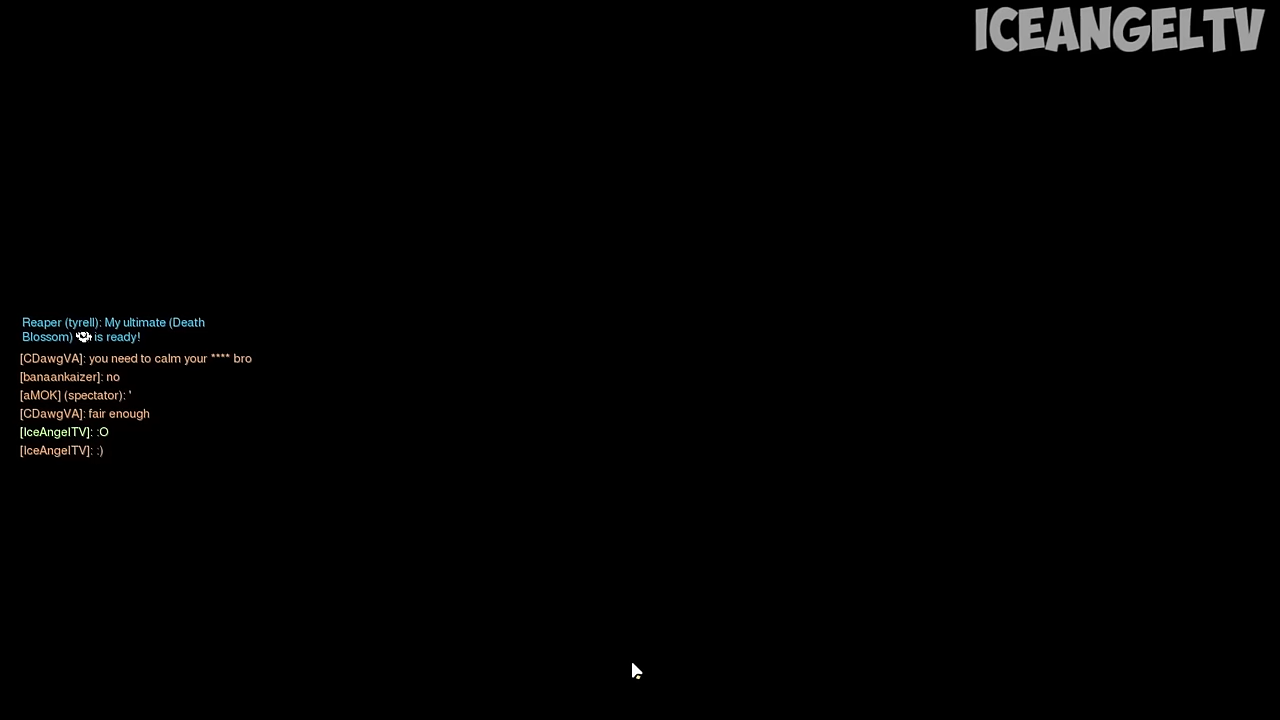 ICEANGELTV
Reaper (tyrell): My ultimate (Death
Blossom) is ready!
[CDawgVA]: you need to calm your **** bro
[banaankaizer]: no
[aMOK] (spectator): '
[CDawgVA]: fair enough
[IceAngelTV]: :O
[IceAngelTV]: :)